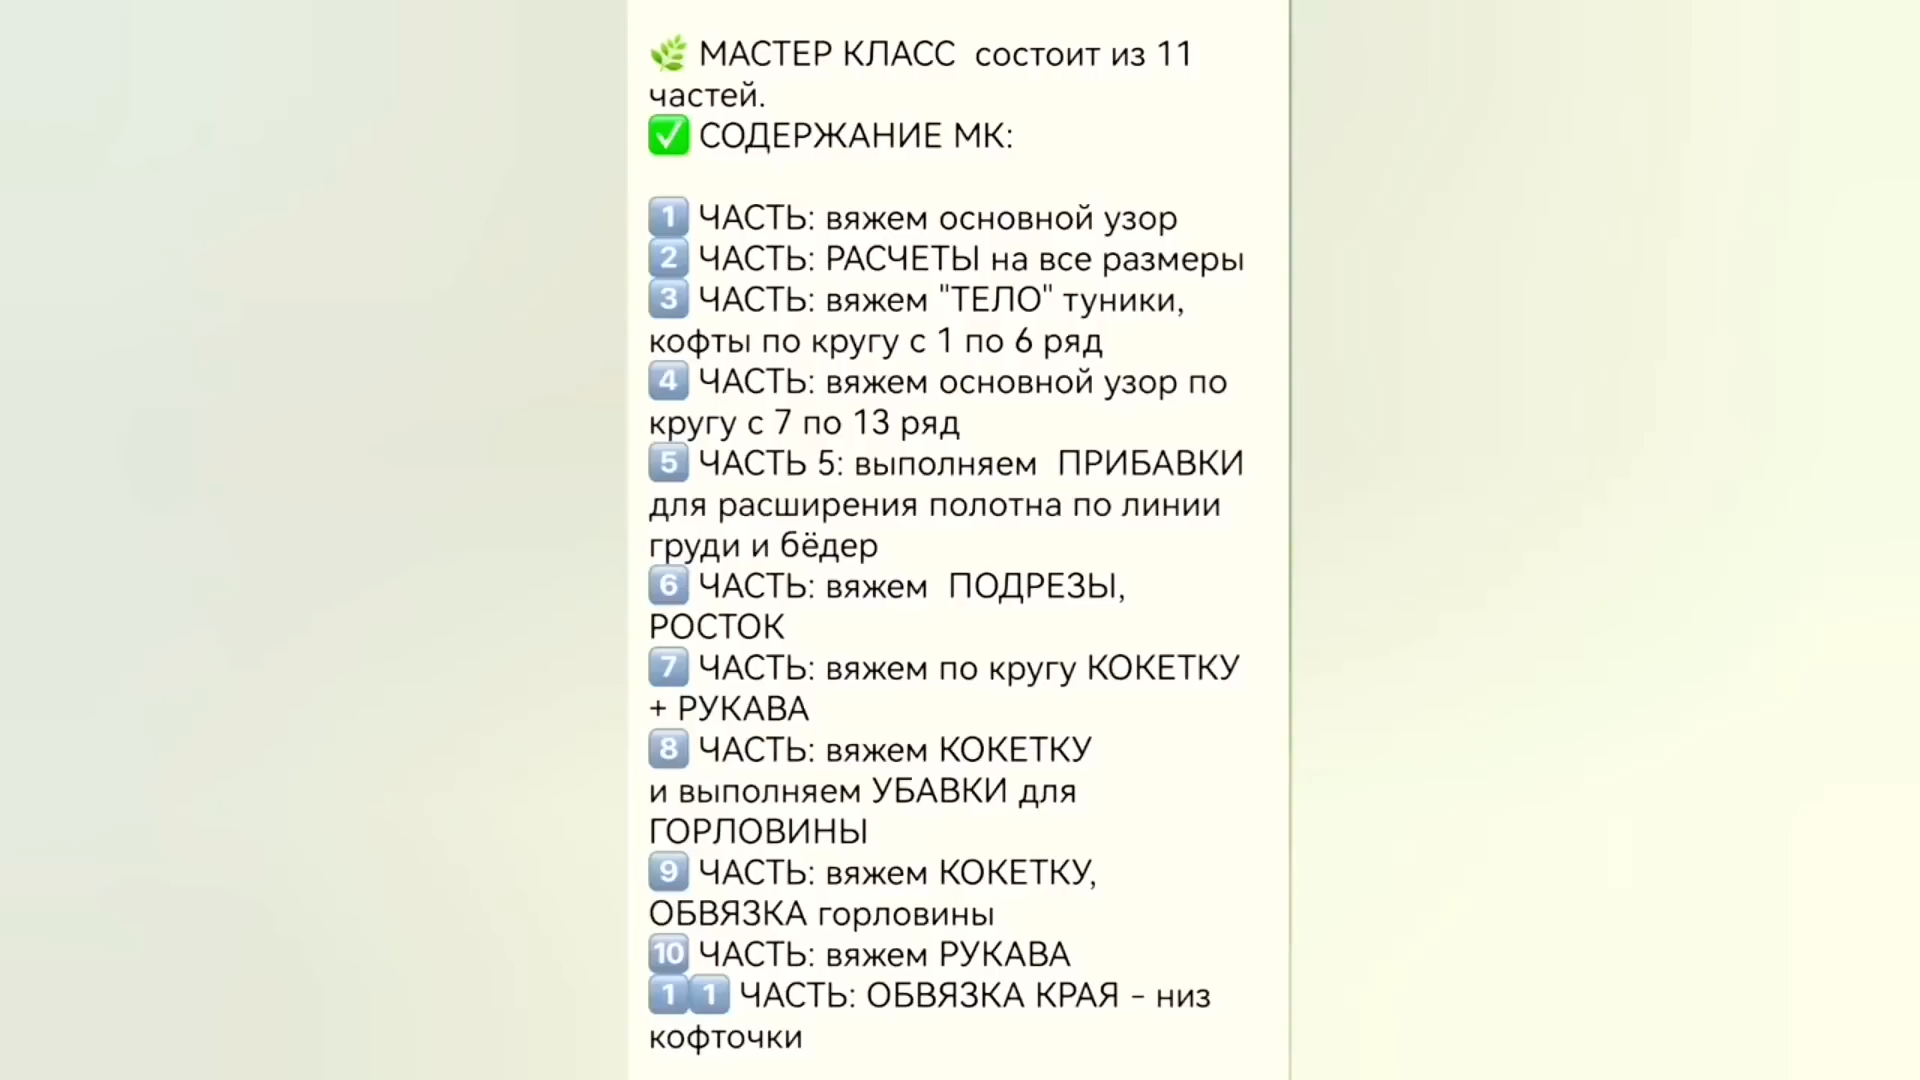 🌿 МАСТЕР КЛАСС состоит из 11
частей.
✅ СОДЕРЖАНИЕ МК:
1️⃣ ЧАСТЬ: вяжем основной узор
2️⃣ ЧАСТЬ: РАСЧЕТЫ на все размеры
3️⃣ ЧАСТЬ: вяжем "ТЕЛО" туники,
кофты по кругу с 1 по 6 ряд
4️⃣ ЧАСТЬ: вяжем основной узор по
кругу с 7 по 13 ряд
5️⃣ ЧАСТЬ 5: выполняем ПРИБАВКИ
для расширения полотна по линии
груди и бёдер
6️⃣ ЧАСТЬ: вяжем ПОДРЕЗЫ,
РОСТОК
7️⃣ ЧАСТЬ: вяжем по кругу КОКЕТКУ
+ РУКАВА
8️⃣ ЧАСТЬ: вяжем КОКЕТКУ
и выполняем УБАВКИ для
ГОРЛОВИНЫ
9️⃣ ЧАСТЬ: вяжем КОКЕТКУ,
ОБВЯЗКА горловины
🔟 ЧАСТЬ: вяжем РУКАВА
1️⃣1️⃣ ЧАСТЬ: ОБВЯЗКА КРАЯ - низ
кофточки